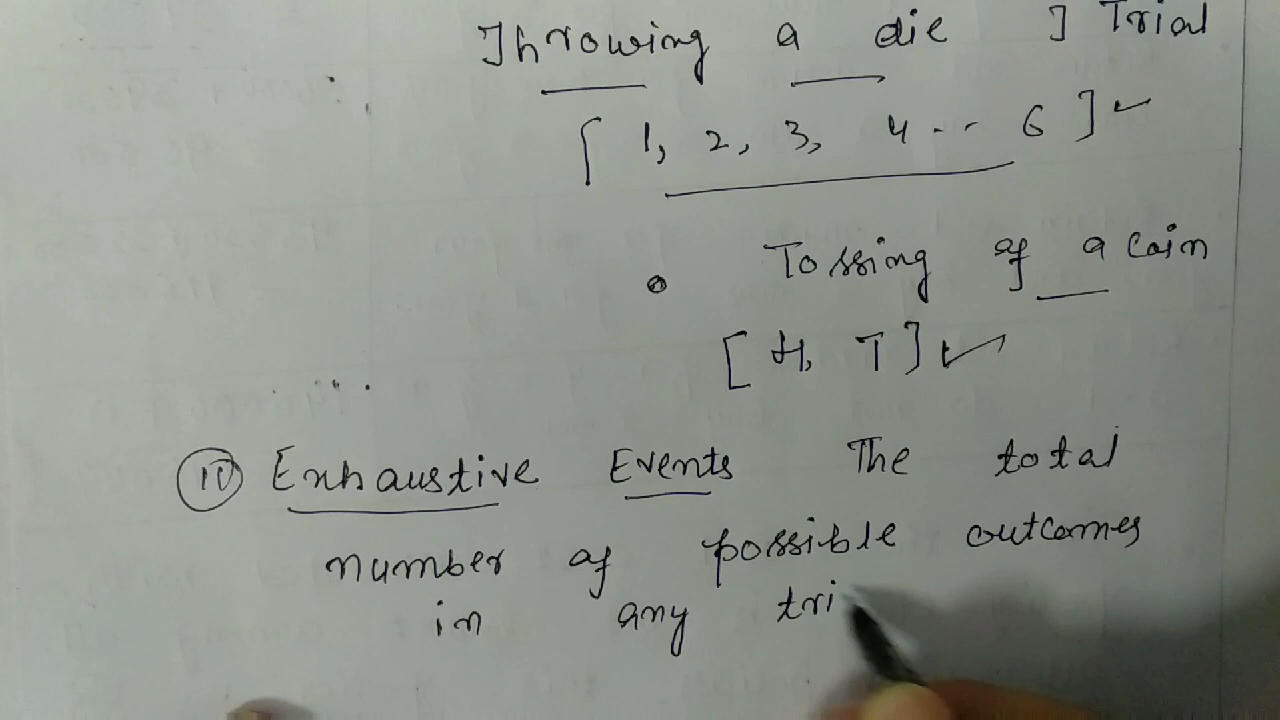 Throwing a die ] Trial
[ 1, 2, 3, 4 .. 6 ] ✓
Tossing of a Coin
[ H, T ] ✓
(ii) Exhaustive Events The total
number of possible outcomes
in any tri